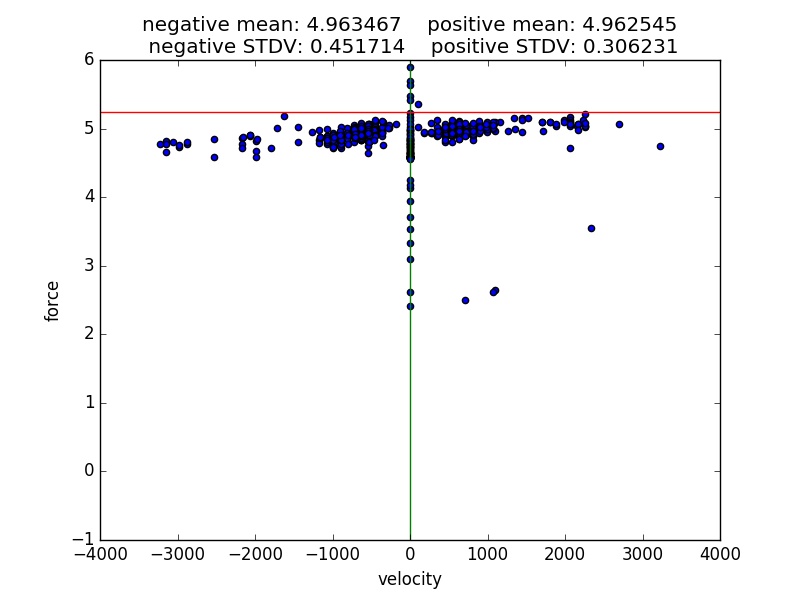 negative mean: 4.963467 positive mean: 4.962545
negative STDV: 0.451714 positive STDV: 0.306231
6
5
4
3
2
1
0
−1
force
−4000 −3000 −2000 −1000 0 1000 2000 3000 4000
velocity